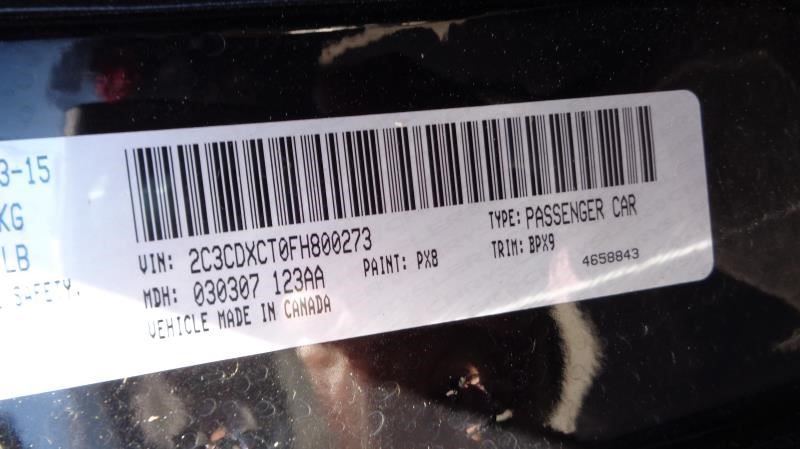 3-15
KG
LB
SAFETY.
VIN: 2C3CDXCT0FH800273
TYPE: PASSENGER CAR
MDH: 030307 123AA
PAINT: PX8
TRIM: BPX9
4658843
VEHICLE MADE IN CANADA